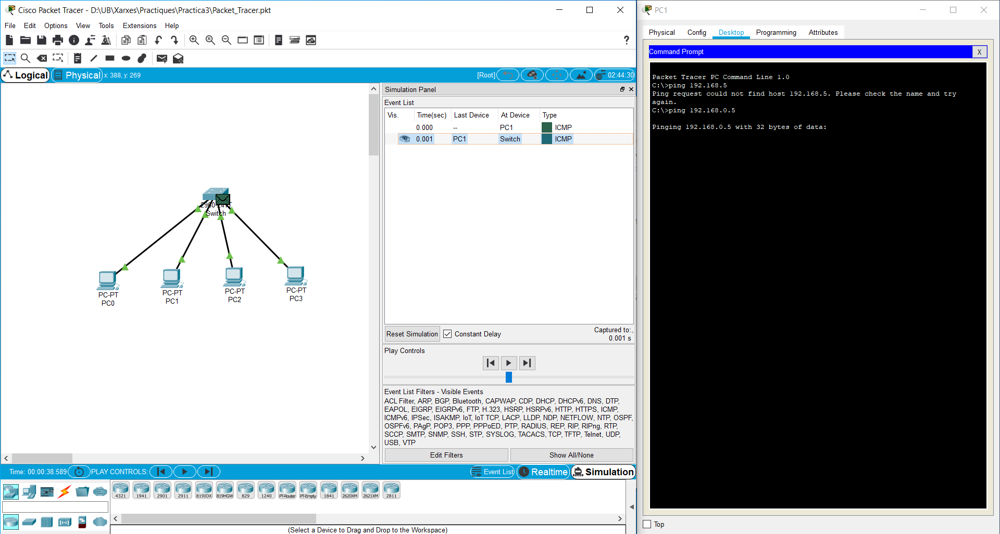 Cisco Packet Tracer - D:\UB\Xarxes\Practiques\Practica3\Packet_Tracer.pkt
File Edit Options View Tools Extensions Help
?
Logical Physical x: 388, y: 269 [Root] 02:44:30
Simulation Panel
Event List
Vis. Time(sec) Last Device At Device Type
0.000 -- PC1 ICMP
0.001 PC1 Switch ICMP
Switch
PC-PT
PC0
PC-PT
PC1
PC-PT
PC2
PC-PT
PC3
Reset Simulation Constant Delay Captured to:
0.001 s
Play Controls
Event List Filters - Visible Events
ACL Filter, ARP, BGP, Bluetooth, CAPWAP, CDP, DHCP, DHCPv6, DNS, DTP,
EAPOL, EIGRP, EIGRPv6, FTP, H.323, HSRP, HSRPv6, HTTP, HTTPS, ICMP,
ICMPv6, IPSec, ISAKMP, IoT, IoT TCP, LACP, LLDP, NDP, NETFLOW, NTP, OSPF,
OSPFv6, PAgP, POP3, PPP, PPPoED, PTP, RADIUS, REP, RIP, RIPng, RTP,
SCCP, SMTP, SNMP, SSH, STP, SYSLOG, TACACS, TCP, TFTP, Telnet, UDP,
USB, VTP
Edit Filters Show All/None
Time: 00:00:38.589 PLAY CONTROLS: Event List Realtime Simulation
4321 1941 2901 2911 819IOX 819HGW 829 1240 PT-Router PT-Empty 1841 2620XM 2621XM 2811
(Select a Device to Drag and Drop to the Workspace)
PC1
Physical Config Desktop Programming Attributes
Command Prompt X
Packet Tracer PC Command Line 1.0
C:\>ping 192.168.5
Ping request could not find host 192.168.5. Please check the name and try
again.
C:\>ping 192.168.0.5
Pinging 192.168.0.5 with 32 bytes of data:
Top